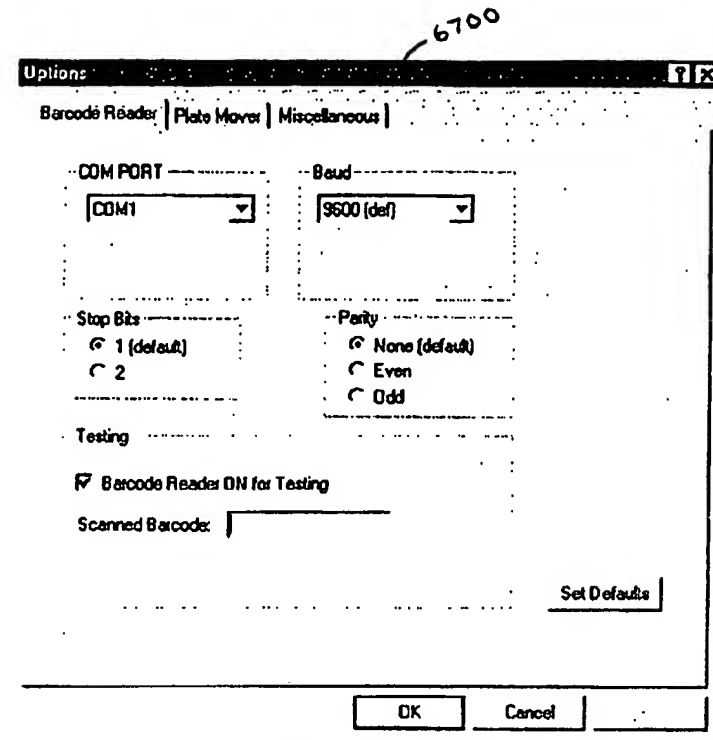 6700
Options ? X
Barcode Reader Plate Mover Miscellaneous
COM PORT Baud
COM1 9600 (def)
Stop Bits Parity
1 (default) None (default)
2 Even
Odd
Testing
Barcode Reader ON for Testing
Scanned Barcode:
Set Defaults
OK Cancel